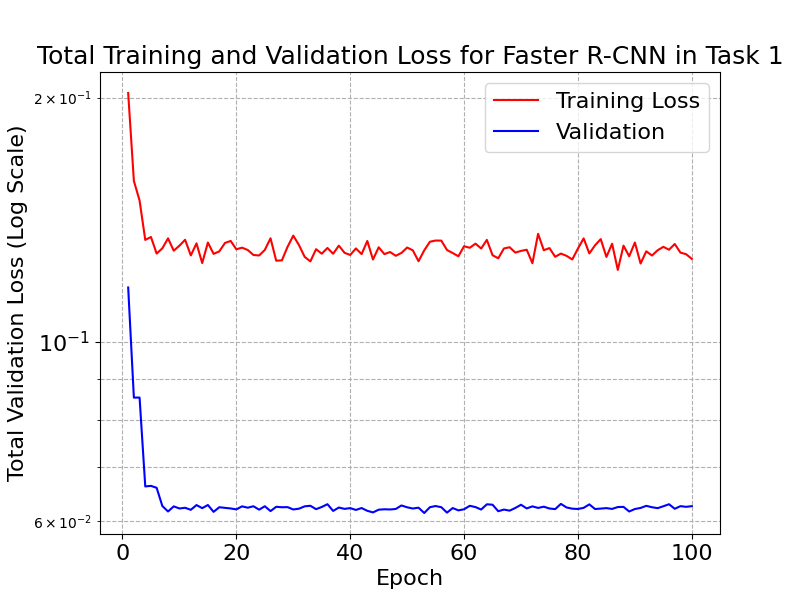 Total Training and Validation Loss for Faster R-CNN in Task 1
Training Loss
Validation
Total Validation Loss (Log Scale)
2 × 10⁻¹
10⁻¹
6 × 10⁻²
0 20 40 60 80 100
Epoch